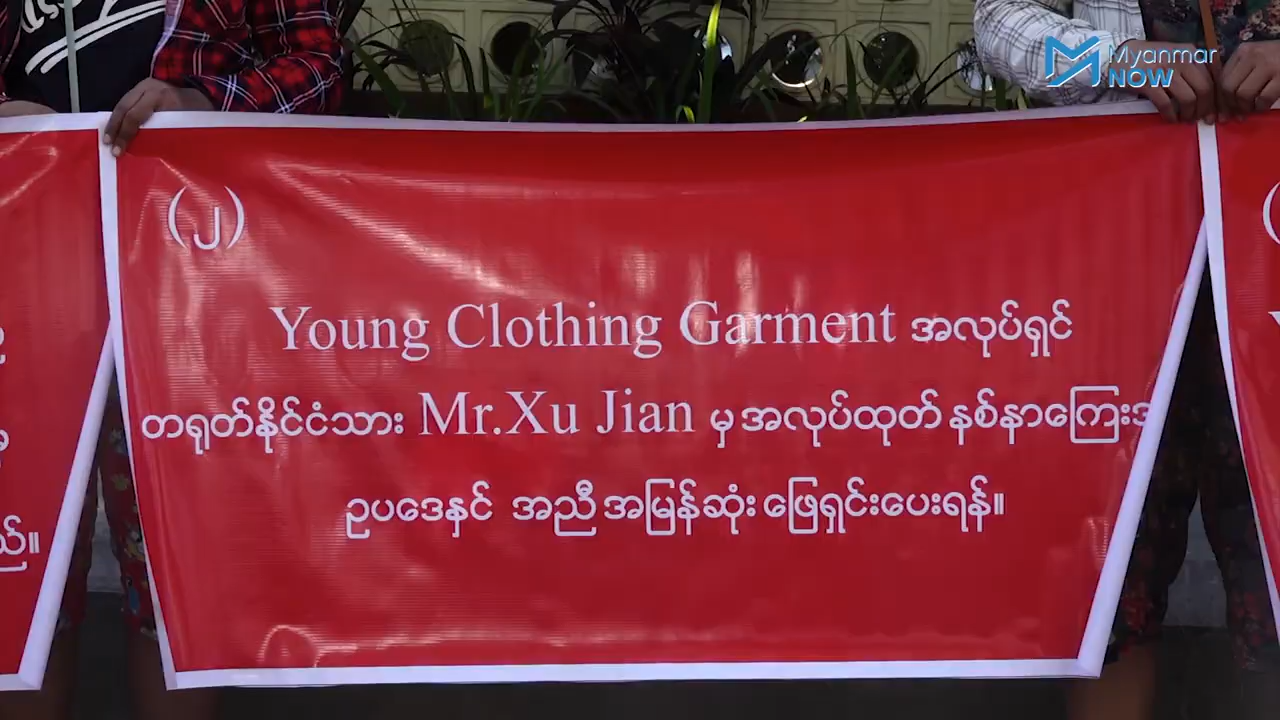 Myanmar
NOW
(၂)
Young Clothing Garment အလုပ်ရှင်
တရုတ်နိုင်ငံသား Mr.Xu Jian မှ အလုပ်ထုတ် နစ်နာကြေး
ဥပဒေနှင့် အညီ အမြန်ဆုံး ဖြေရှင်းပေးရန်။